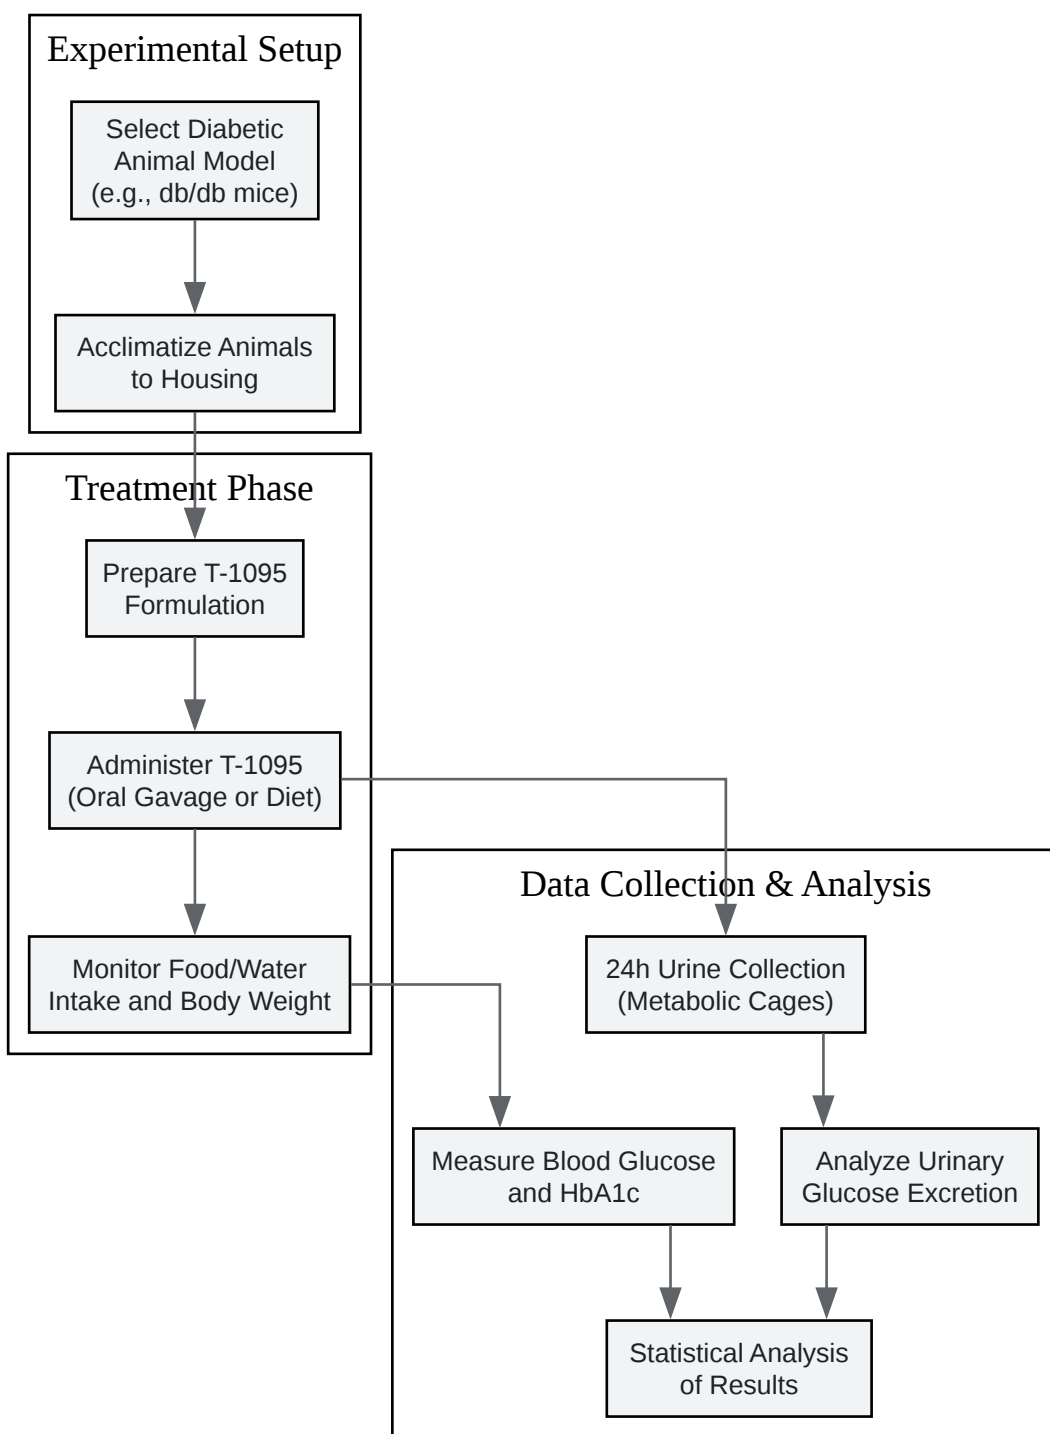 Experimental Setup
Select Diabetic
Animal Model
(e.g., db/db mice)
Acclimatize Animals
to Housing
Treatment Phase
Prepare T-1095
Formulation
Administer T-1095
(Oral Gavage or Diet)
Monitor Food/Water
Intake and Body Weight
Data Collection & Analysis
24h Urine Collection
(Metabolic Cages)
Measure Blood Glucose
and HbA1c
Analyze Urinary
Glucose Excretion
Statistical Analysis
of Results